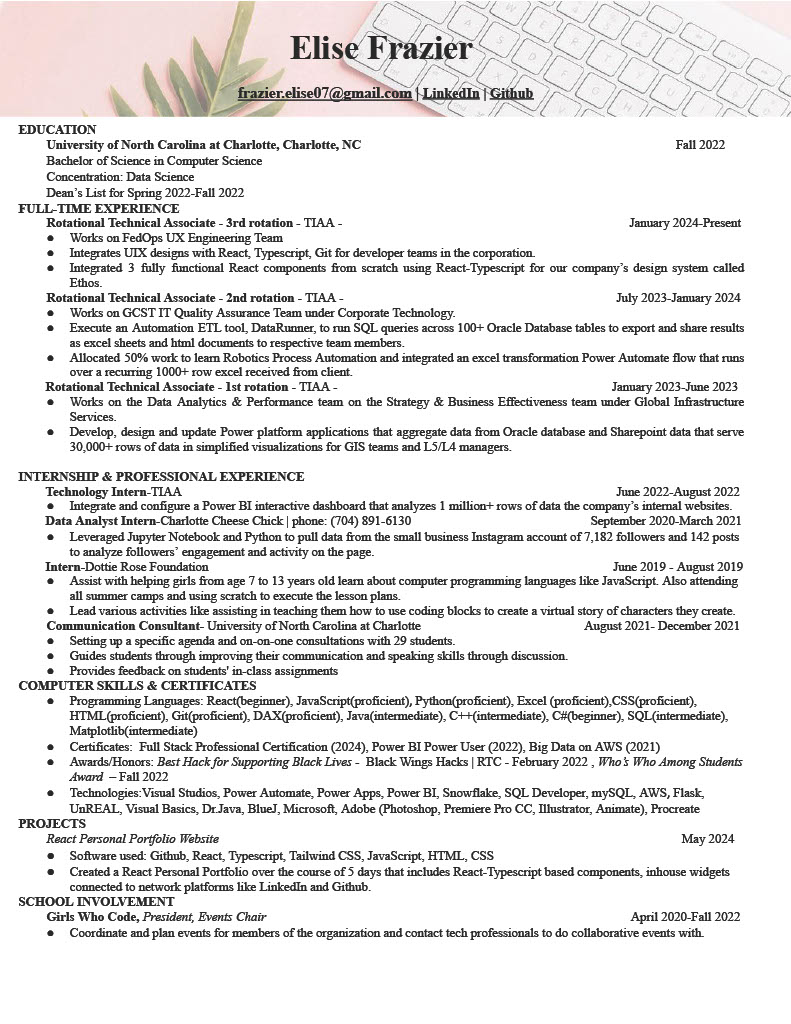 Elise Frazier
frazier.elise07@gmail.com | LinkedIn | Github
EDUCATION
University of North Carolina at Charlotte, Charlotte, NC Fall 2022
Bachelor of Science in Computer Science
Concentration: Data Science
Dean's List for Spring 2022-Fall 2022
FULL-TIME EXPERIENCE
Rotational Technical Associate - 3rd rotation - TIAA - January 2024-Present
● Works on FedOps UX Engineering Team
● Integrates UIX designs with React, Typescript, Git for developer teams in the corporation.
● Integrated 3 fully functional React components from scratch using React-Typescript for our company's design system called
Ethos.
Rotational Technical Associate - 2nd rotation - TIAA - July 2023-January 2024
● Works on GCST IT Quality Assurance Team under Corporate Technology.
● Execute an Automation ETL tool, DataRunner, to run SQL queries across 100+ Oracle Database tables to export and share results
as excel sheets and html documents to respective team members.
● Allocated 50% work to learn Robotics Process Automation and integrated an excel transformation Power Automate flow that runs
over a recurring 1000+ row excel received from client.
Rotational Technical Associate - 1st rotation - TIAA - January 2023-June 2023
● Works on the Data Analytics & Performance team on the Strategy & Business Effectiveness team under Global Infrastructure
Services.
● Develop, design and update Power platform applications that aggregate data from Oracle database and Sharepoint data that serve
30,000+ rows of data in simplified visualizations for GIS teams and L5/L4 managers.
INTERNSHIP & PROFESSIONAL EXPERIENCE
Technology Intern-TIAA June 2022-August 2022
● Integrate and configure a Power BI interactive dashboard that analyzes 1 million+ rows of data the company's internal websites.
Data Analyst Intern-Charlotte Cheese Chick | phone: (704) 891-6130 September 2020-March 2021
● Leveraged Jupyter Notebook and Python to pull data from the small business Instagram account of 7,182 followers and 142 posts
to analyze followers' engagement and activity on the page.
Intern-Dottie Rose Foundation June 2019 - August 2019
● Assist with helping girls from age 7 to 13 years old learn about computer programming languages like JavaScript. Also attending
all summer camps and using scratch to execute the lesson plans.
● Lead various activities like assisting in teaching them how to use coding blocks to create a virtual story of characters they create.
Communication Consultant- University of North Carolina at Charlotte August 2021- December 2021
● Setting up a specific agenda and on-on-one consultations with 29 students.
● Guides students through improving their communication and speaking skills through discussion.
● Provides feedback on students' in-class assignments
COMPUTER SKILLS & CERTIFICATES
● Programming Languages: React(beginner), JavaScript(proficient), Python(proficient), Excel (proficient),CSS(proficient),
HTML(proficient), Git(proficient), DAX(proficient), Java(intermediate), C++(intermediate), C#(beginner), SQL(intermediate),
Matplotlib(intermediate)
● Certificates: Full Stack Professional Certification (2024), Power BI Power User (2022), Big Data on AWS (2021)
● Awards/Honors: Best Hack for Supporting Black Lives - Black Wings Hacks | RTC - February 2022 , Who's Who Among Students
Award – Fall 2022
● Technologies:Visual Studios, Power Automate, Power Apps, Power BI, Snowflake, SQL Developer, mySQL, AWS, Flask,
UnREAL, Visual Basics, Dr.Java, BlueJ, Microsoft, Adobe (Photoshop, Premiere Pro CC, Illustrator, Animate), Procreate
PROJECTS
React Personal Portfolio Website May 2024
● Software used: Github, React, Typescript, Tailwind CSS, JavaScript, HTML, CSS
● Created a React Personal Portfolio over the course of 5 days that includes React-Typescript based components, inhouse widgets
connected to network platforms like LinkedIn and Github.
SCHOOL INVOLVEMENT
Girls Who Code, President, Events Chair April 2020-Fall 2022
● Coordinate and plan events for members of the organization and contact tech professionals to do collaborative events with.